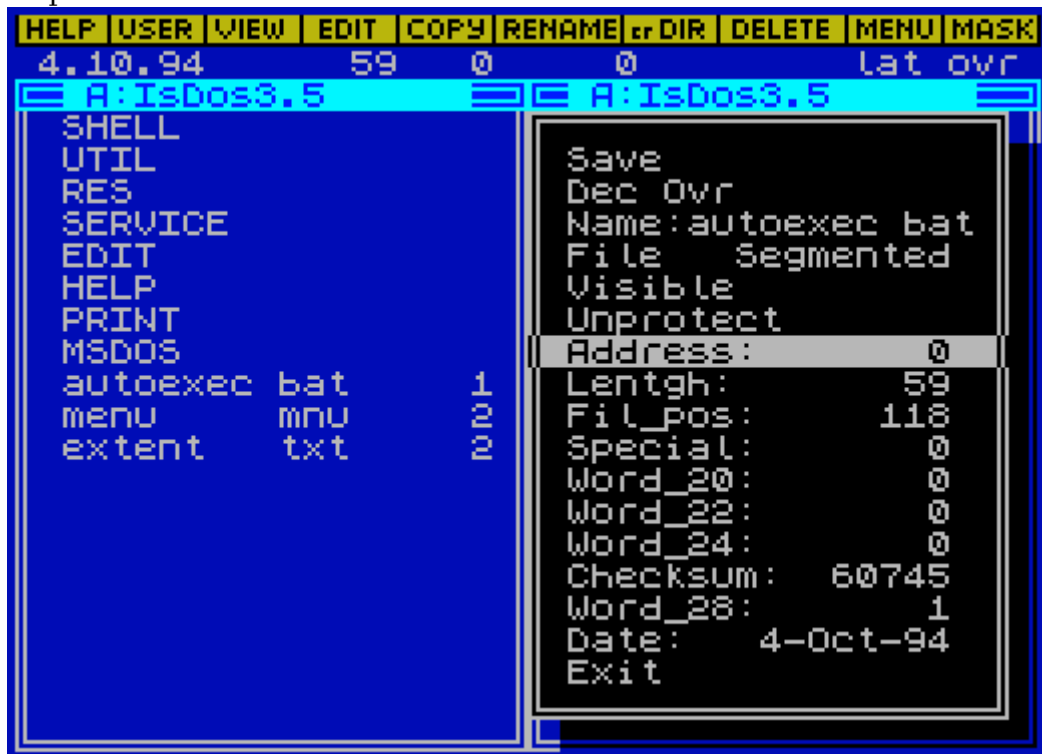 HELP USER VIEW EDIT COPY RENAME cr DIR DELETE MENU MASK
4.10.94 59 0 0 lat ovr
A:IsDos3.5
SHELL
UTIL
RES
SERVICE
EDIT
HELP
PRINT
MSDOS
autoexec bat 1
menu mnu 2
extent txt 2
A:IsDos3.5
Save
Dec Ovr
Name:autoexec bat
File Segmented
Visible
Unprotect
Address: 0
Lentgh: 59
Fil_pos: 118
Special: 0
Word_20: 0
Word_22: 0
Word_24: 0
Checksum: 60745
Word_28: 1
Date: 4-Oct-94
Exit